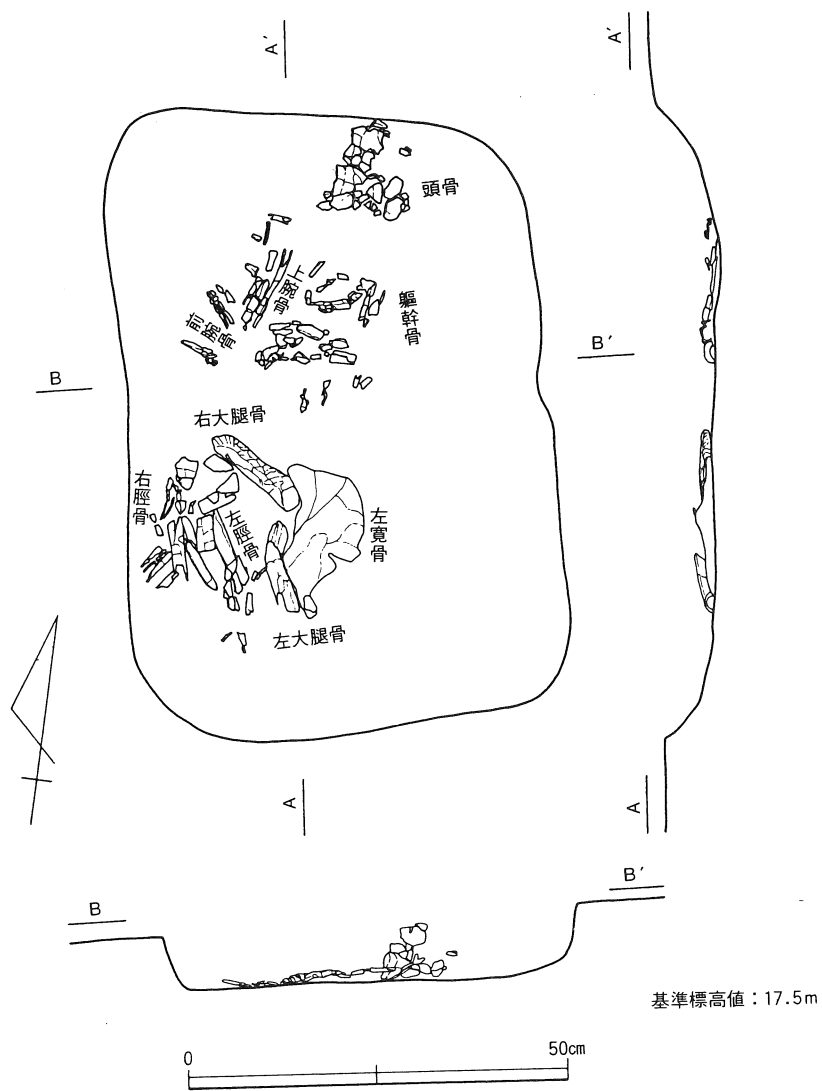 A′
A′
頭骨
上腕骨
軀幹骨
前腕骨
B′
B
右大腿骨
右脛骨
左脛骨
左寛骨
左大腿骨
A
A
B′
B
基準標高値：17.5m
0
50cm